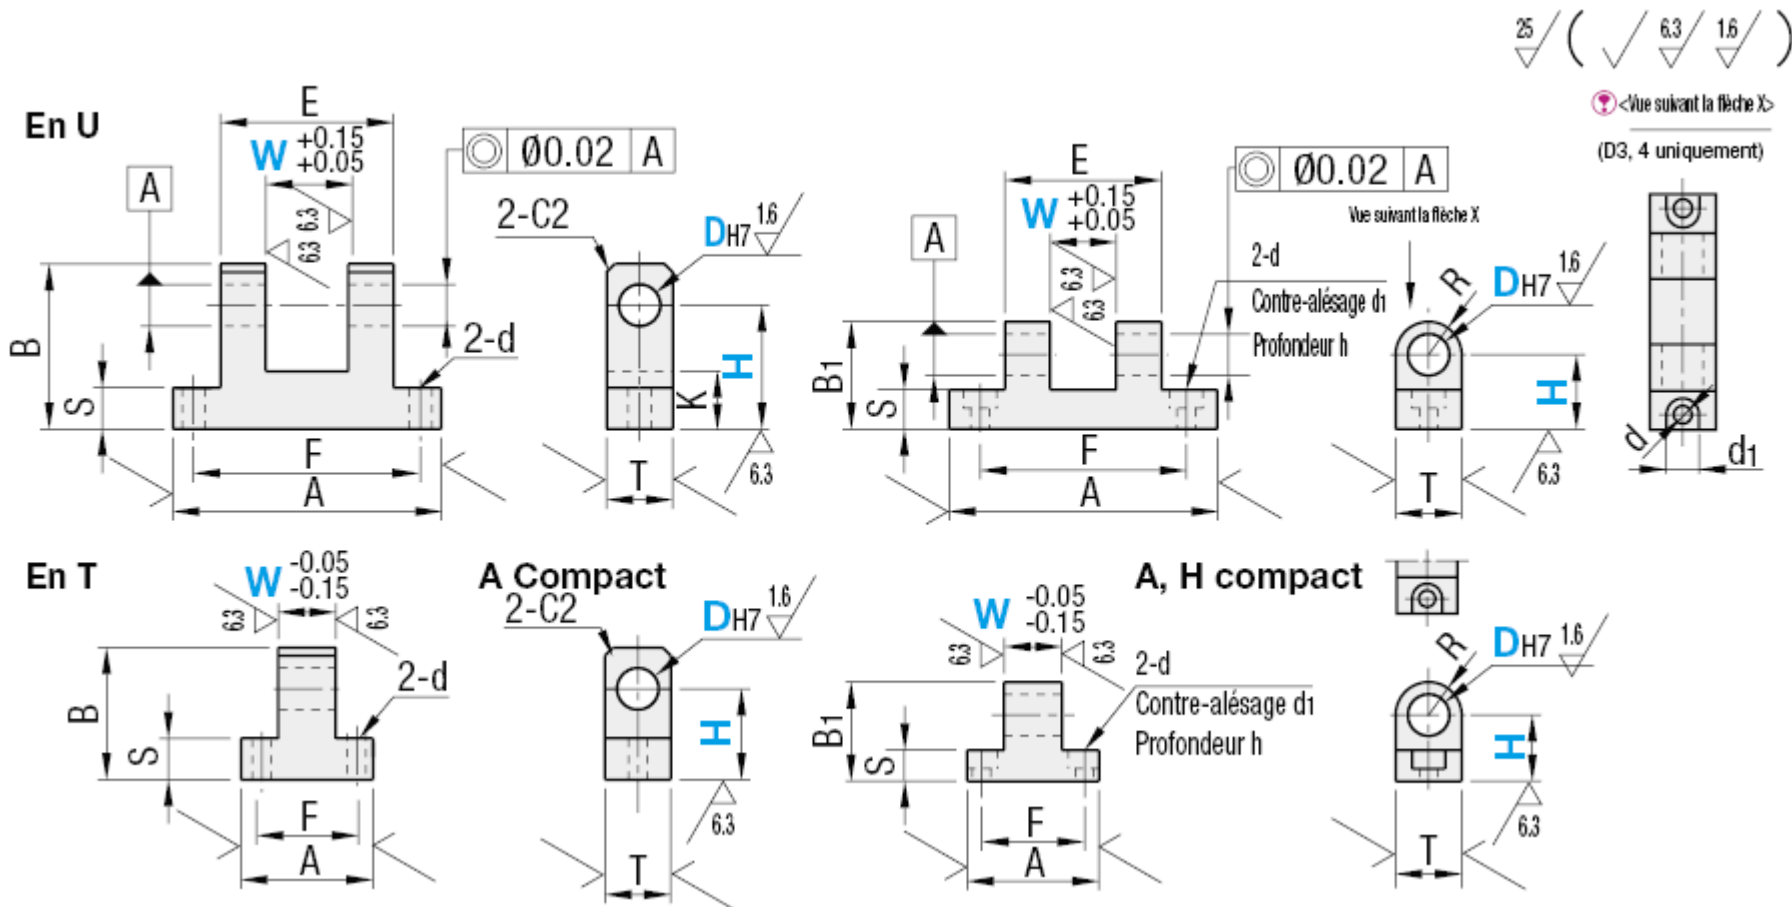 25 ( 6.3 1.6 )
<Vue suivant la flèche X>
(D3, 4 uniquement)
En U
E
W +0.15 +0.05
Ø0.02 A
A
6.3
6.3
2-C2
DH7 1.6
B
S
2-d
F
A
H
K
T
6.3
E
W +0.15 +0.05
Ø0.02 A
A
6.3
6.3
Vue suivant la flèche X
2-d
Contre-alésage d1
Profondeur h
R
DH7 1.6
B1
S
F
A
H
T
6.3
d
d1
En T
W -0.05 -0.15
6.3
6.3
B
S
2-d
F
A
A Compact
2-C2
DH7 1.6
H
6.3
T
A, H compact
W -0.05 -0.15
6.3
6.3
2-d
Contre-alésage d1
Profondeur h
B1
S
F
A
R
DH7 1.6
H
6.3
T